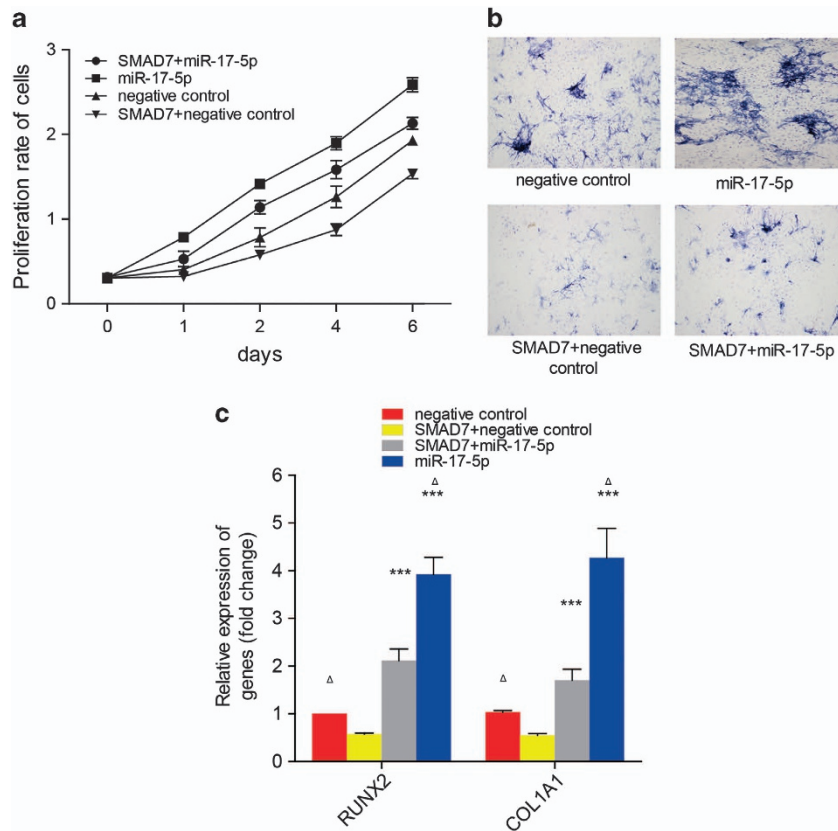 a
SMAD7+miR-17-5p
miR-17-5p
negative control
SMAD7+negative control
Proliferation rate of cells
3
2
1
0
0 1 2 4 6
days
b
negative control
miR-17-5p
SMAD7+negative
control
SMAD7+miR-17-5p
c
negative control
SMAD7+negative control
SMAD7+miR-17-5p
miR-17-5p
Relative expression of
genes (fold change)
6
5
4
3
2
1
0
Δ
***
Δ
***
Δ
***
Δ
***
RUNX2
COL1A1